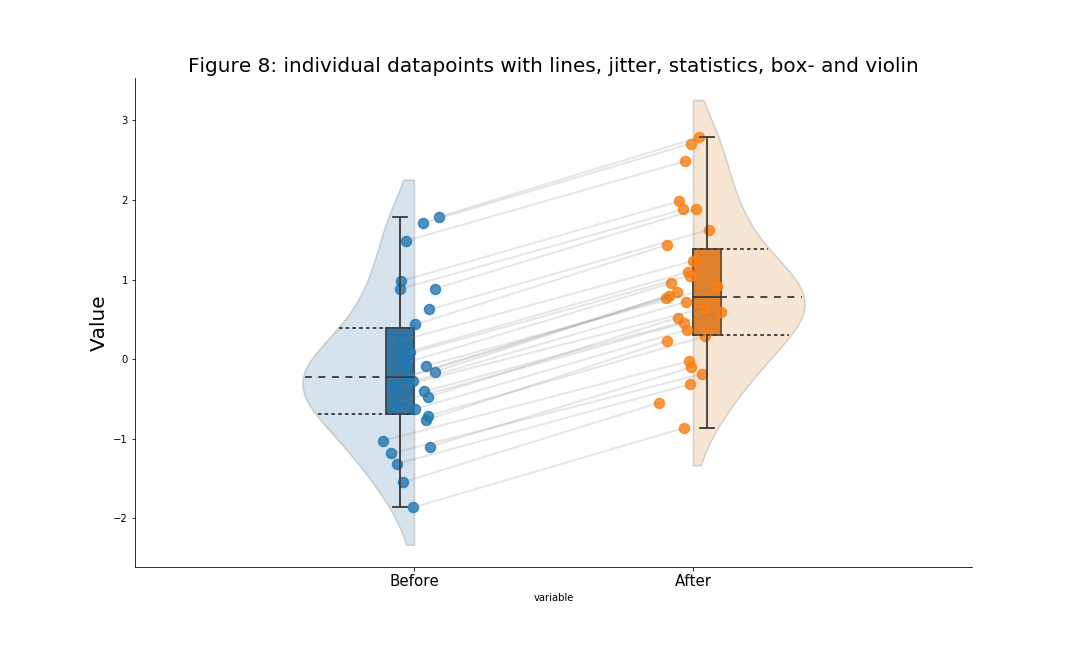 Figure 8: individual datapoints with lines, jitter, statistics, box- and violin
Value
3
2
1
0
−1
−2
Before
After
variable